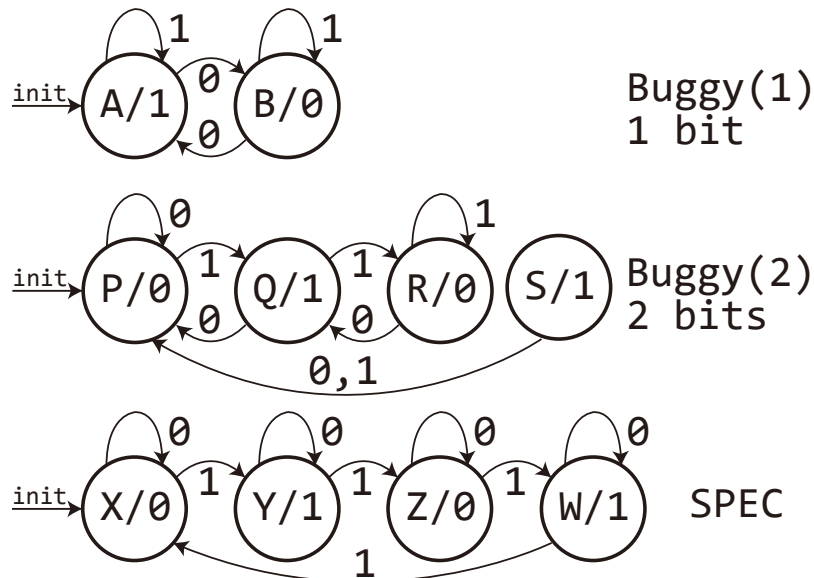 1 1
0
init A/1 B/0 Buggy(1)
0 1 bit
0 1
1 1
init P/0 Q/1 R/0 S/1 Buggy(2)
0 0 2 bits
0,1
0 0 0 0
1 1 1
init X/0 Y/1 Z/0 W/1 SPEC
1